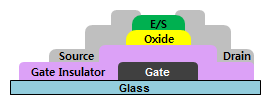 E/S
Oxide
Source
Drain
Gate Insulator
Gate
Glass